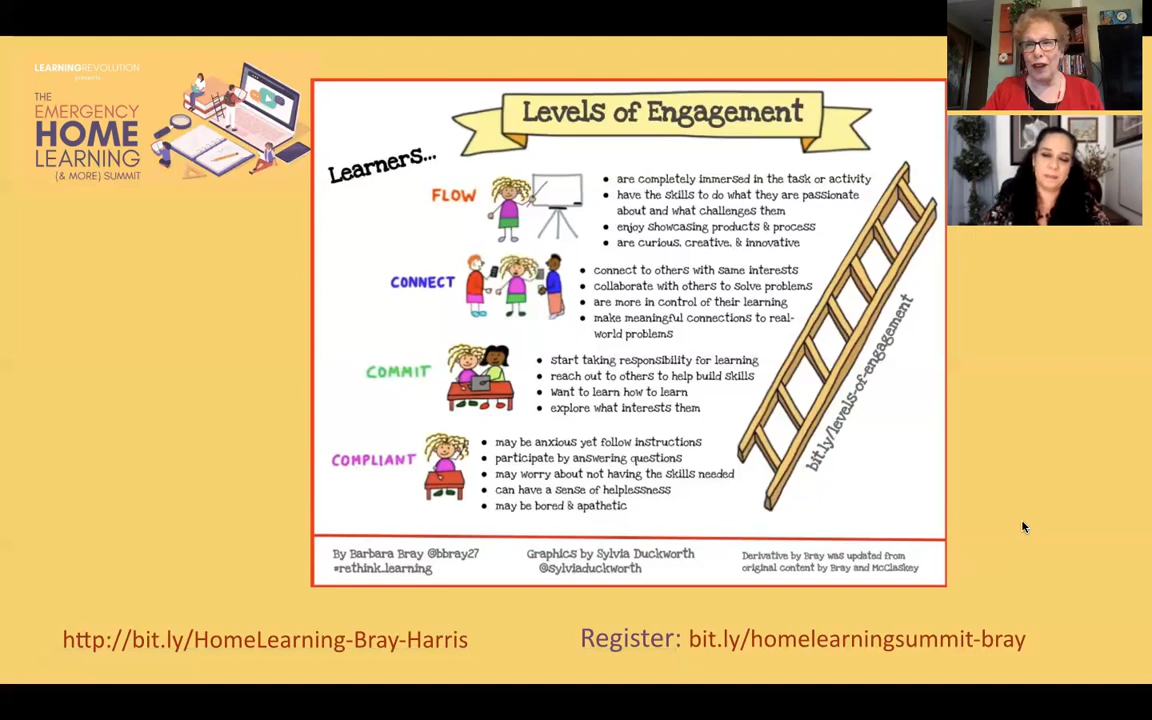 LEARNINGREVOLUTION
presents
THE
EMERGENCY
HOME
LEARNING
(& MORE) SUMMIT
Levels of Engagement
Learners...
FLOW
• are completely immersed in the task or activity
• have the skills to do what they are passionate
about and what challenges them
• enjoy showcasing products & process
• are curious, creative, & innovative
CONNECT
• connect to others with same interests
• collaborate with others to solve problems
• are more in control of their learning
• make meaningful connections to real-
world problems
COMMIT
• start taking responsibility for learning
• reach out to others to help build skills
• want to learn how to learn
• explore what interests them
COMPLIANT
• may be anxious yet follow instructions
• participate by answering questions
• may worry about not having the skills needed
• can have a sense of helplessness
• may be bored & apathetic
bit.ly/levels-of-engagement
By Barbara Bray @bbray27
#rethink_learning
Graphics by Sylvia Duckworth
@sylviaduckworth
Derivative by Bray was updated from
original content by Bray and McClaskey
http://bit.ly/HomeLearning-Bray-Harris
Register: bit.ly/homelearningsummit-bray